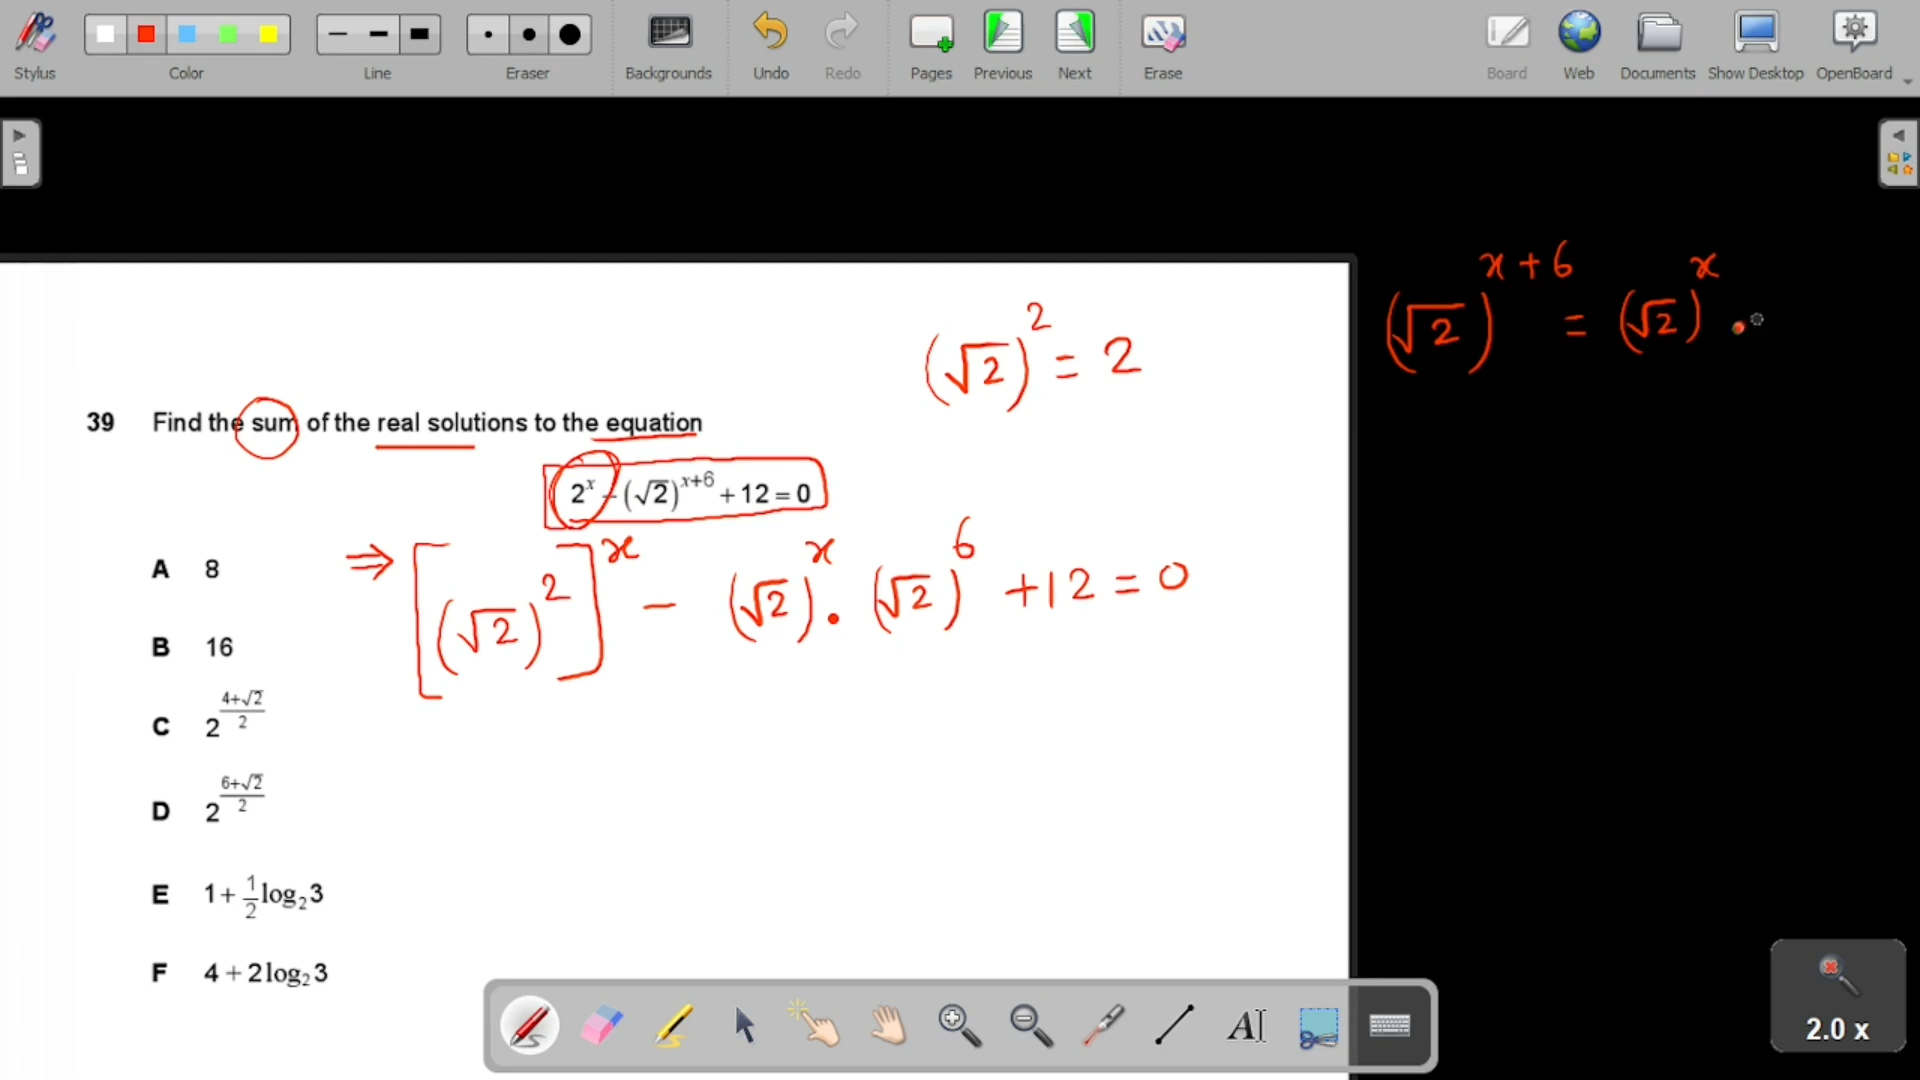 Stylus Color Line Eraser Backgrounds Undo Redo Pages Previous Next Erase Board Web Documents Show Desktop OpenBoard
(√2)^(x+6) = (√2)^x ·
(√2)^2 = 2
39 Find the sum of the real solutions to the equation
2^x − (√2)^(x+6) + 12 = 0
⇒ [(√2)^2]^x − (√2)^x · (√2)^6 + 12 = 0
A 8
B 16
C 2^((4+√2)/2)
D 2^((6+√2)/2)
E 1 + 1/2 log₂3
F 4 + 2log₂3
2.0 x